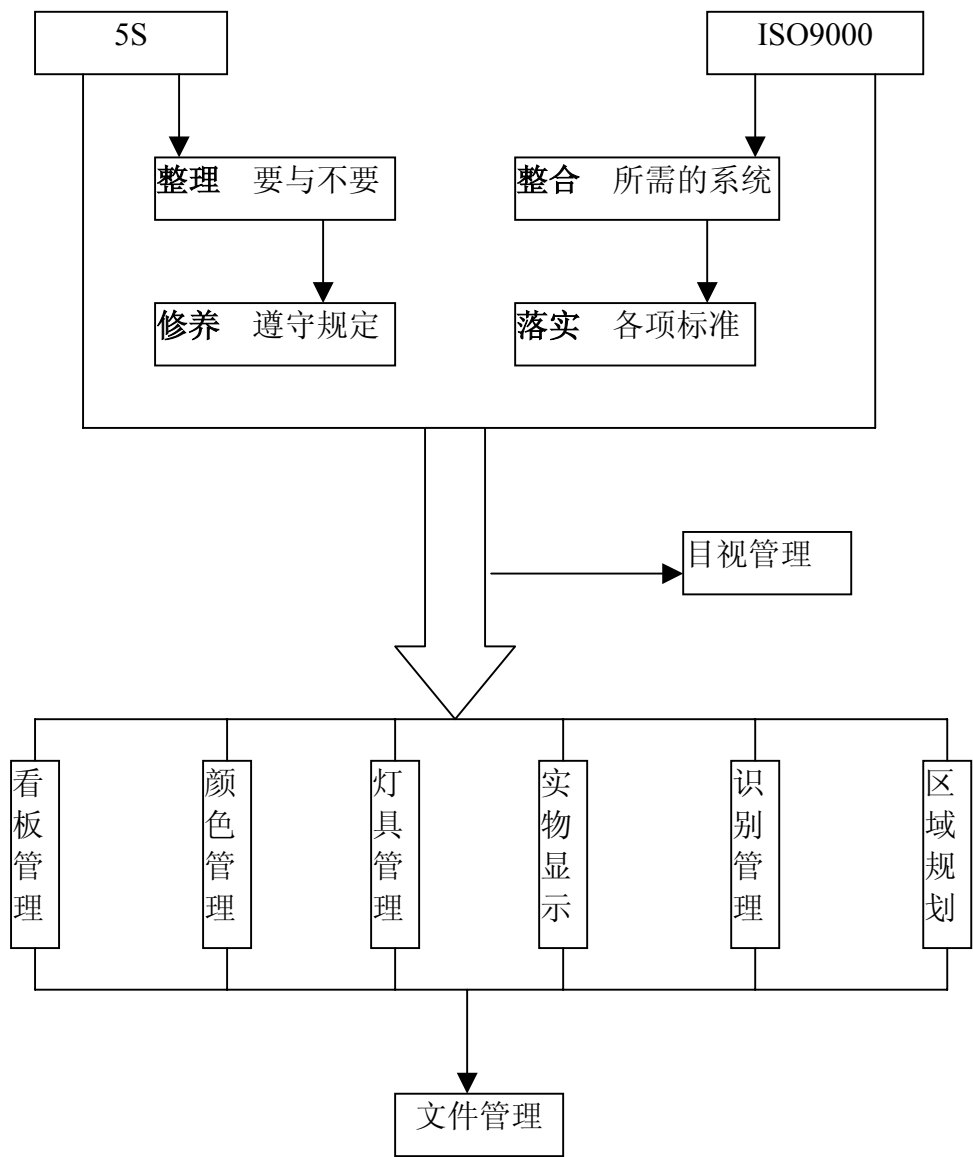 5S
ISO9000
整理 要与不要
整合 所需的系统
修养 遵守规定
落实 各项标准
目视管理
看板管理
颜色管理
灯具管理
实物显示
识别管理
区域规划
文件管理